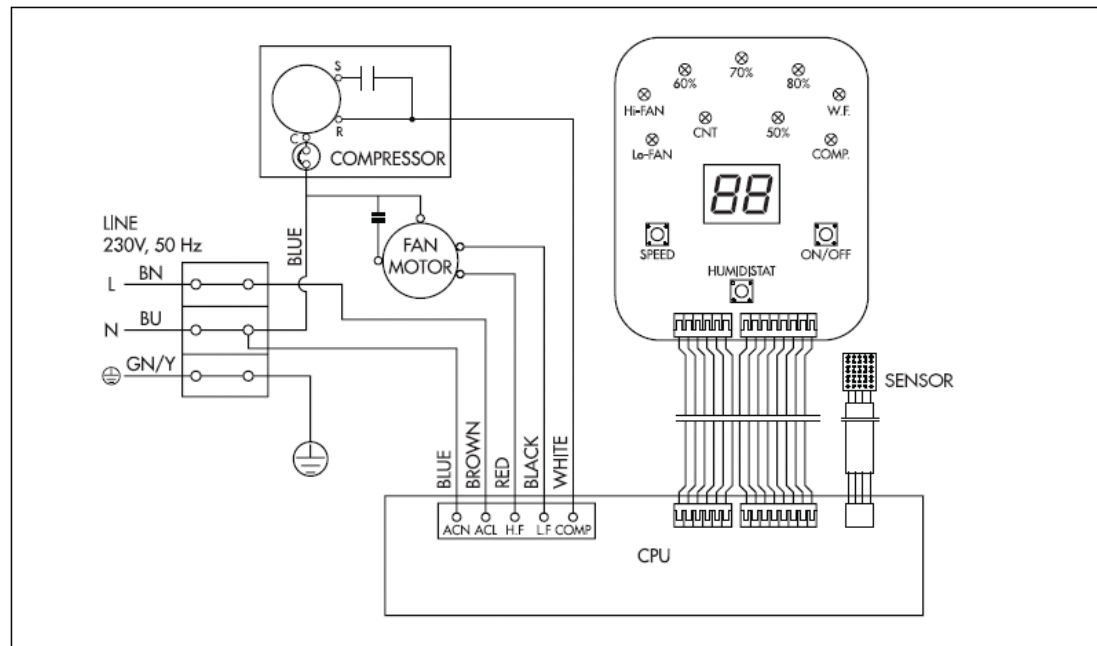 S
R
C
COMPRESSOR
LINE
230V, 50 Hz
BLUE
FAN
MOTOR
L
BN
N
BU
GN/Y
60%
70%
80%
Hi-FAN
W.F.
CNT
50%
Lo-FAN
COMP.
88
SPEED
ON/OFF
HUMIDISTAT
SENSOR
BLUE
BROWN
RED
BLACK
WHITE
ACN ACL H.F L.F COMP
CPU